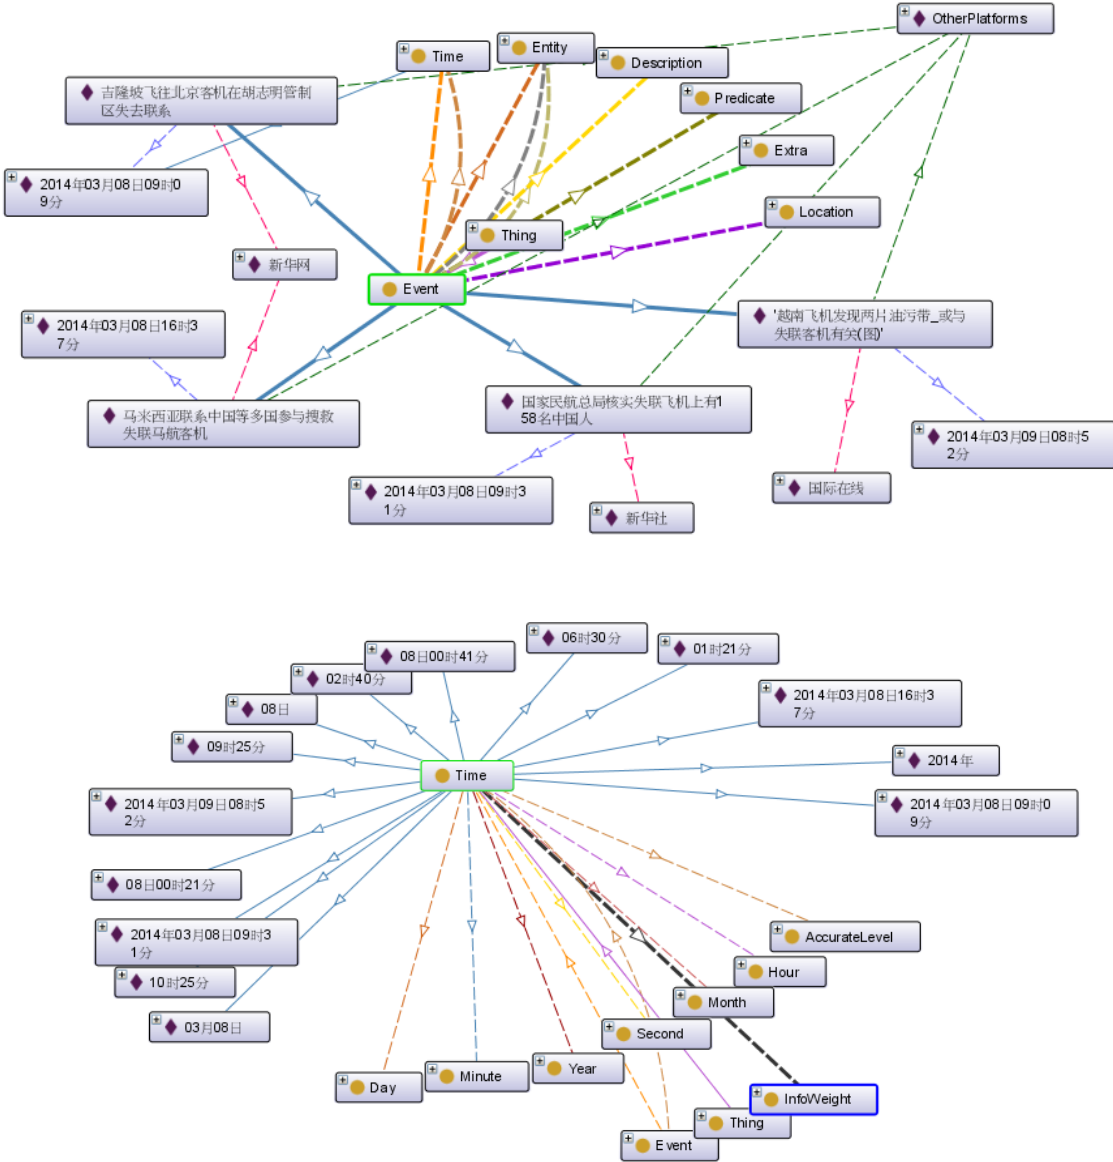 OtherPlatforms
Time
Entity
Description
吉隆坡飞往北京客机在胡志明管制
区失去联系
Predicate
Extra
2014年03月08日09时0
9分
Location
Thing
新华网
Event
2014年03月08日16时3
7分
'越南飞机发现两片油污带_或与
失联客机有关(图)'
马来西亚联系中国等多国参与搜救
失联马航客机
国家民航总局核实失联飞机上有1
58名中国人
2014年03月09日08时5
2分
2014年03月08日09时3
1分
国际在线
新华社
06时30分
01时21分
08日00时41分
02时40分
08日
2014年03月08日16时3
7分
09时25分
2014年
Time
2014年03月09日08时5
2分
2014年03月08日09时0
9分
08日00时21分
2014年03月08日09时3
1分
AccurateLevel
10时25分
Hour
Month
03月08日
Second
Year
Minute
Day
InfoWeight
Thing
Event